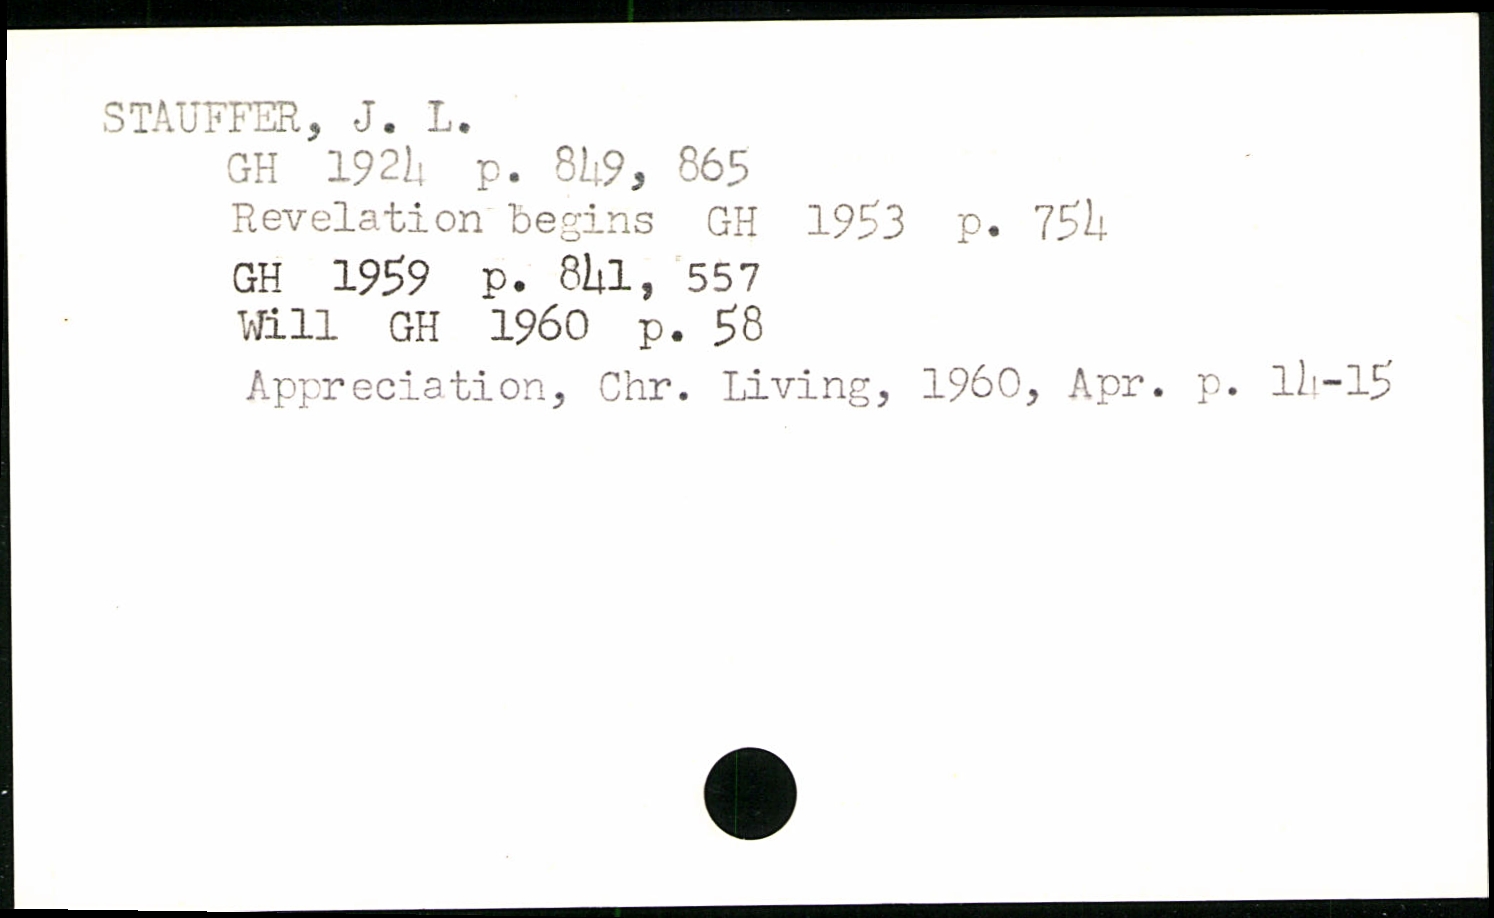 STAUFFER, J. L.
GH 1924 p. 849, 865
Revelation begins GH 1953 p. 754
GH 1959 p. 841, 557
Will GH 1960 p. 58
Appreciation, Chr. Living, 1960, Apr. p. 14-15